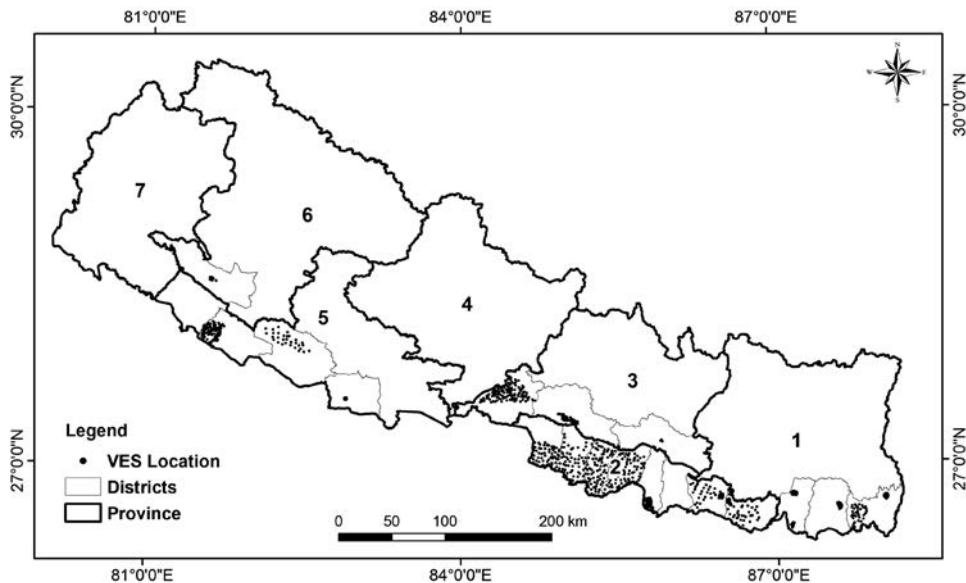 81°0'0"E 84°0'0"E 87°0'0"E
N
W E
S
30°0'0"N 30°0'0"N
7
6
5
4
3
2
1
27°0'0"N 27°0'0"N
Legend
VES Location
Districts
Province
0 50 100 200 km
81°0'0"E 84°0'0"E 87°0'0"E